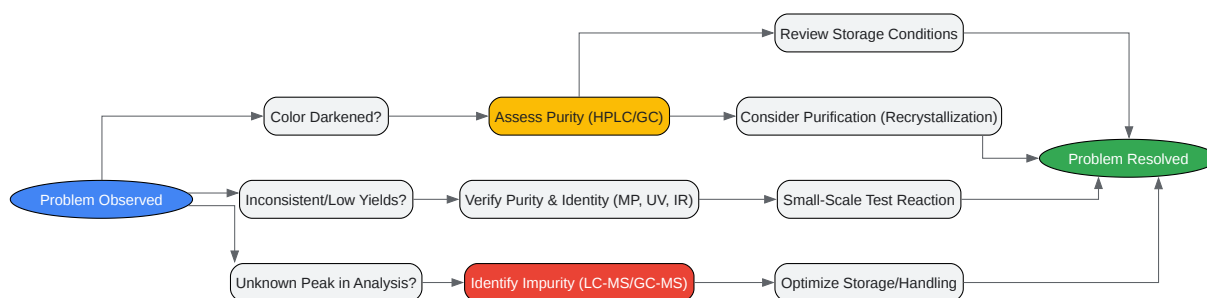 Review Storage Conditions
Color Darkened?
Assess Purity (HPLC/GC)
Consider Purification (Recrystallization)
Problem Resolved
Problem Observed
Inconsistent/Low Yields?
Verify Purity & Identity (MP, UV, IR)
Small-Scale Test Reaction
Unknown Peak in Analysis?
Identify Impurity (LC-MS/GC-MS)
Optimize Storage/Handling